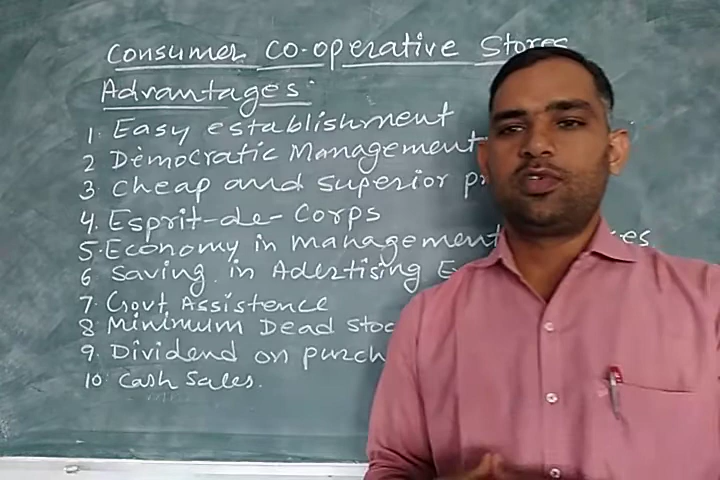 Consumer Co-operative Stores
Advantages:
1. Easy establishment
2 Democratic Management
3. Cheap and superior
4. Esprit-de-Corps
5. Economy in management
6 Saving in Adertising
7 Govt. Assistence
8 Minimum Dead
9. Dividend on
10. Cash Sales.